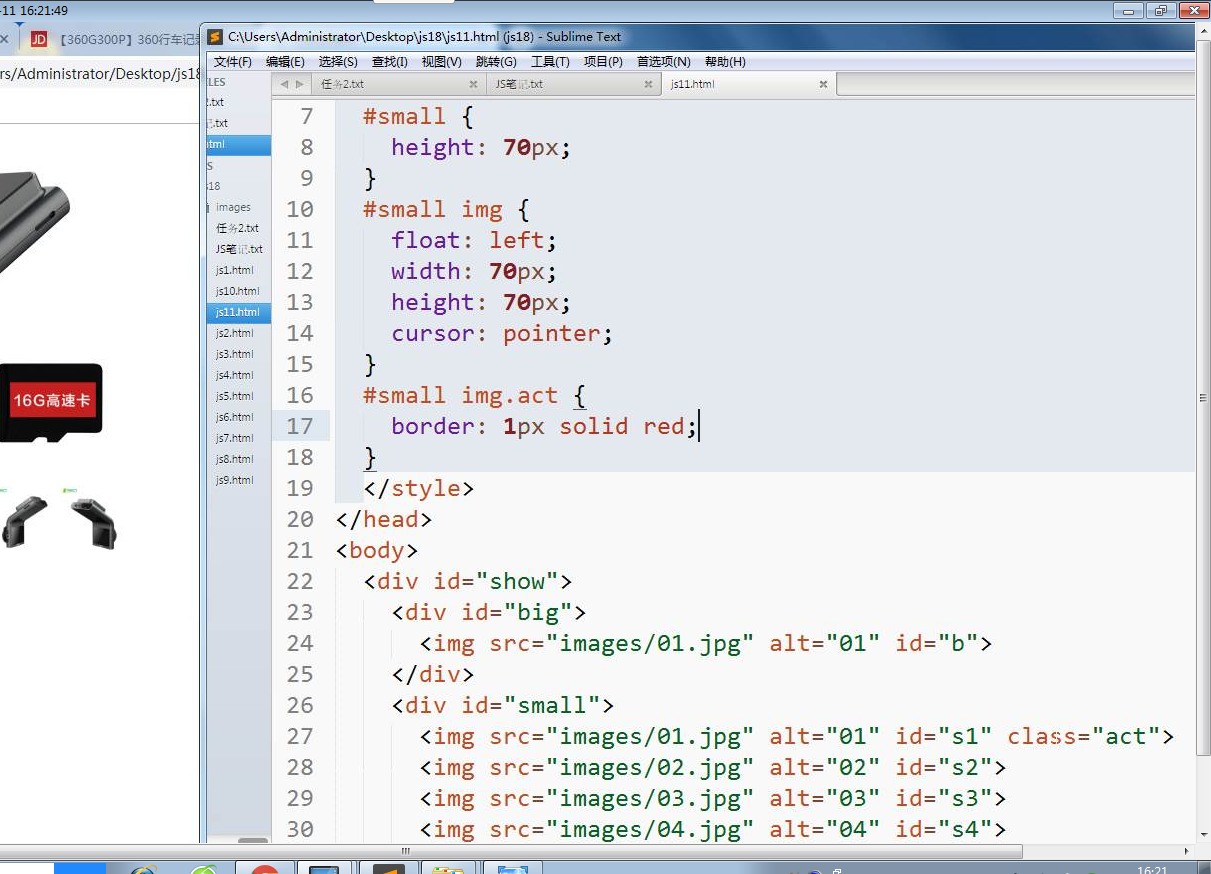 -11 16:21:49
JD 【360G300P】360行车记
C:\Users\Administrator\Desktop\js18\js11.html (js18) - Sublime Text
rs/Administrator/Desktop/js18
文件(F) 编辑(E) 选择(S) 查找(I) 视图(V) 跳转(G) 工具(T) 项目(P) 首选项(N) 帮助(H)
任务2.txt JS笔记.txt js11.html
LES
2.txt
记.txt
html
S
s18
images
任务2.txt
JS笔记.txt
js1.html
js10.html
js11.html
js2.html
js3.html
js4.html
js5.html
js6.html
js7.html
js8.html
js9.html
16G高速卡
7 #small {
8 height: 70px;
9 }
10 #small img {
11 float: left;
12 width: 70px;
13 height: 70px;
14 cursor: pointer;
15 }
16 #small img.act {
17 border: 1px solid red;
18 }
19 </style>
20 </head>
21 <body>
22 <div id="show">
23 <div id="big">
24 <img src="images/01.jpg" alt="01" id="b">
25 </div>
26 <div id="small">
27 <img src="images/01.jpg" alt="01" id="s1" class="act">
28 <img src="images/02.jpg" alt="02" id="s2">
29 <img src="images/03.jpg" alt="03" id="s3">
30 <img src="images/04.jpg" alt="04" id="s4">
16:21